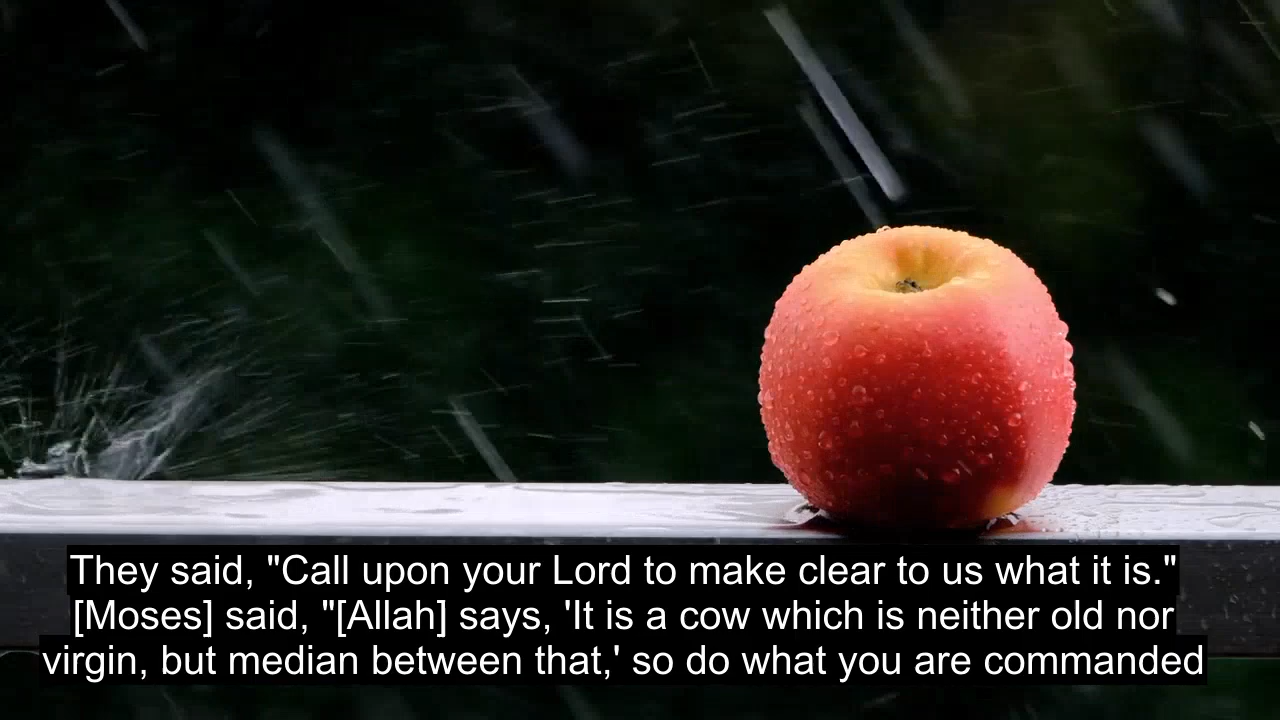 They said, "Call upon your Lord to make clear to us what it is."
[Moses] said, "[Allah] says, 'It is a cow which is neither old nor
virgin, but median between that,' so do what you are commanded